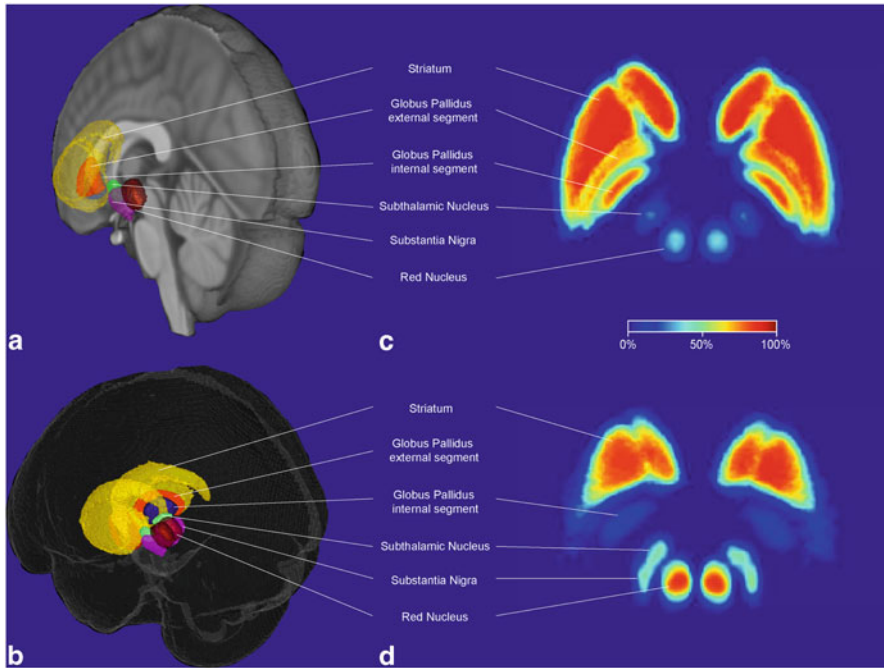 Striatum
Globus Pallidus
external segment
Globus Pallidus
internal segment
Subthalamic Nucleus
Substantia Nigra
Red Nucleus
a
c
0%
50%
100%
Striatum
Globus Pallidus
external segment
Globus Pallidus
internal segment
Subthalamic Nucleus
Substantia Nigra
Red Nucleus
b
d